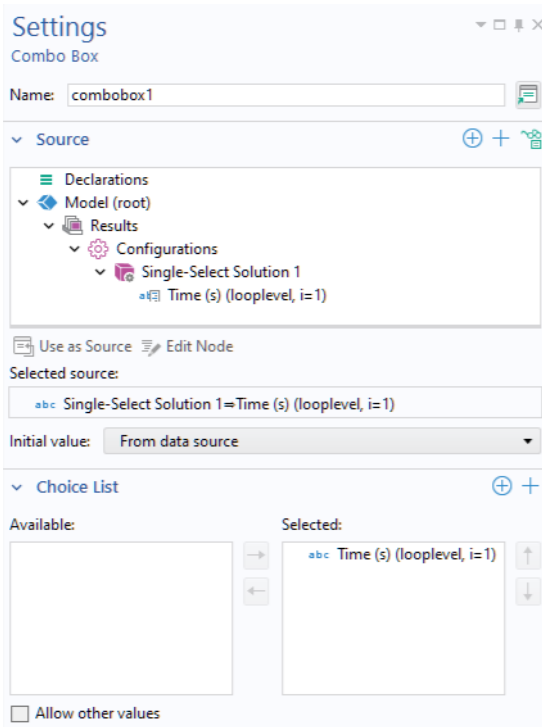 Settings
Combo Box
Name: combobox1
Source
Declarations
Model (root)
Results
Configurations
Single-Select Solution 1
Time (s) (looplevel, i=1)
Use as Source Edit Node
Selected source:
abc Single-Select Solution 1⇒Time (s) (looplevel, i=1)
Initial value: From data source
Choice List
Available: Selected:
abc Time (s) (looplevel, i=1)
Allow other values